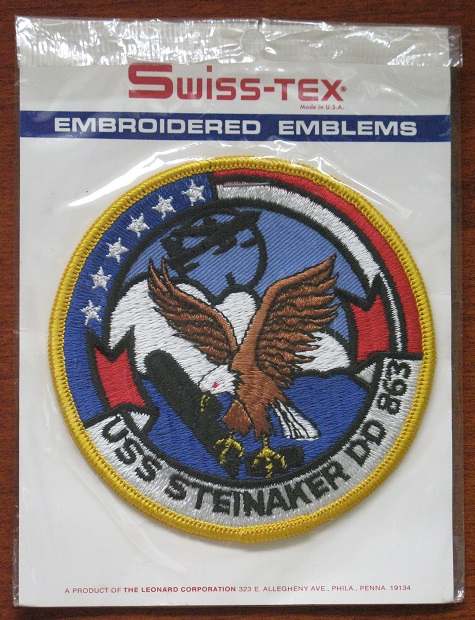 Swiss-Tex®
Made in U.S.A.
EMBROIDERED EMBLEMS
USS STEINAKER DD 863
A PRODUCT OF THE LEONARD CORPORATION 323 E. ALLEGHENY AVE., PHILA., PENNA. 19134